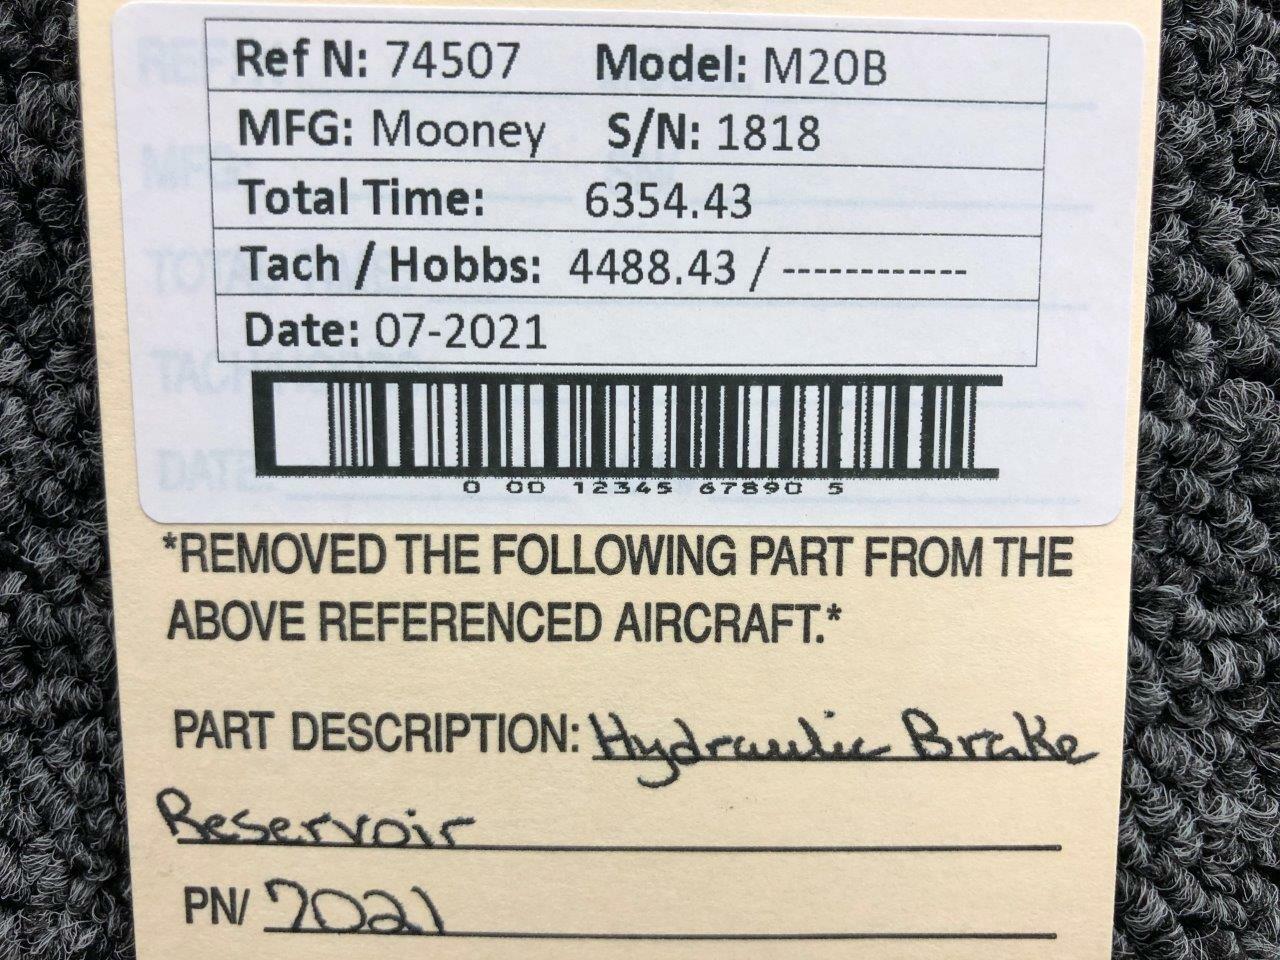 Ref N: 74507 Model: M20B
MFG: Mooney S/N: 1818
Total Time: 6354.43
Tach / Hobbs: 4488.43 / ------------
Date: 07-2021
0 00 12345 67890 5
*REMOVED THE FOLLOWING PART FROM THE
ABOVE REFERENCED AIRCRAFT.*
PART DESCRIPTION: Hydraulic Brake
Reservoir
PN/ 7021